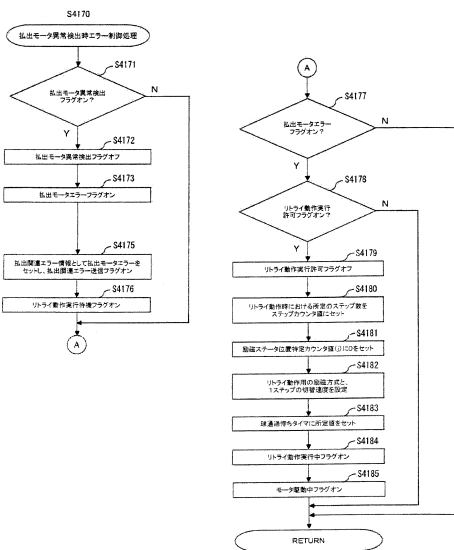 S4170
払出モータ異常検出時エラー制御処理
S4171
払出モータ異常検出
フラグオン?
N
Y
S4172
払出モータ異常検出フラグオフ
S4173
払出モータエラーフラグオン
S4175
払出関連エラー情報として払出モータエラーを
セットし、払出関連エラー送信フラグオン
S4176
リトライ動作実行待機フラグオン
A
A
S4177
払出モータエラー
フラグオン?
N
Y
S4178
リトライ動作実行
許可フラグオン?
N
Y
S4179
リトライ動作実行許可フラグオフ
S4180
リトライ動作時における所定のステップ数を
ステップカウンタ値にセット
S4181
励磁ステータ位置特定カウンタ値(j)に0をセット
S4182
リトライ動作用の励磁方式と、
1ステップの切替速度を設定
S4183
球通過待ちタイマに所定値をセット
S4184
リトライ動作実行中フラグオン
S4185
モータ駆動中フラグオン
RETURN